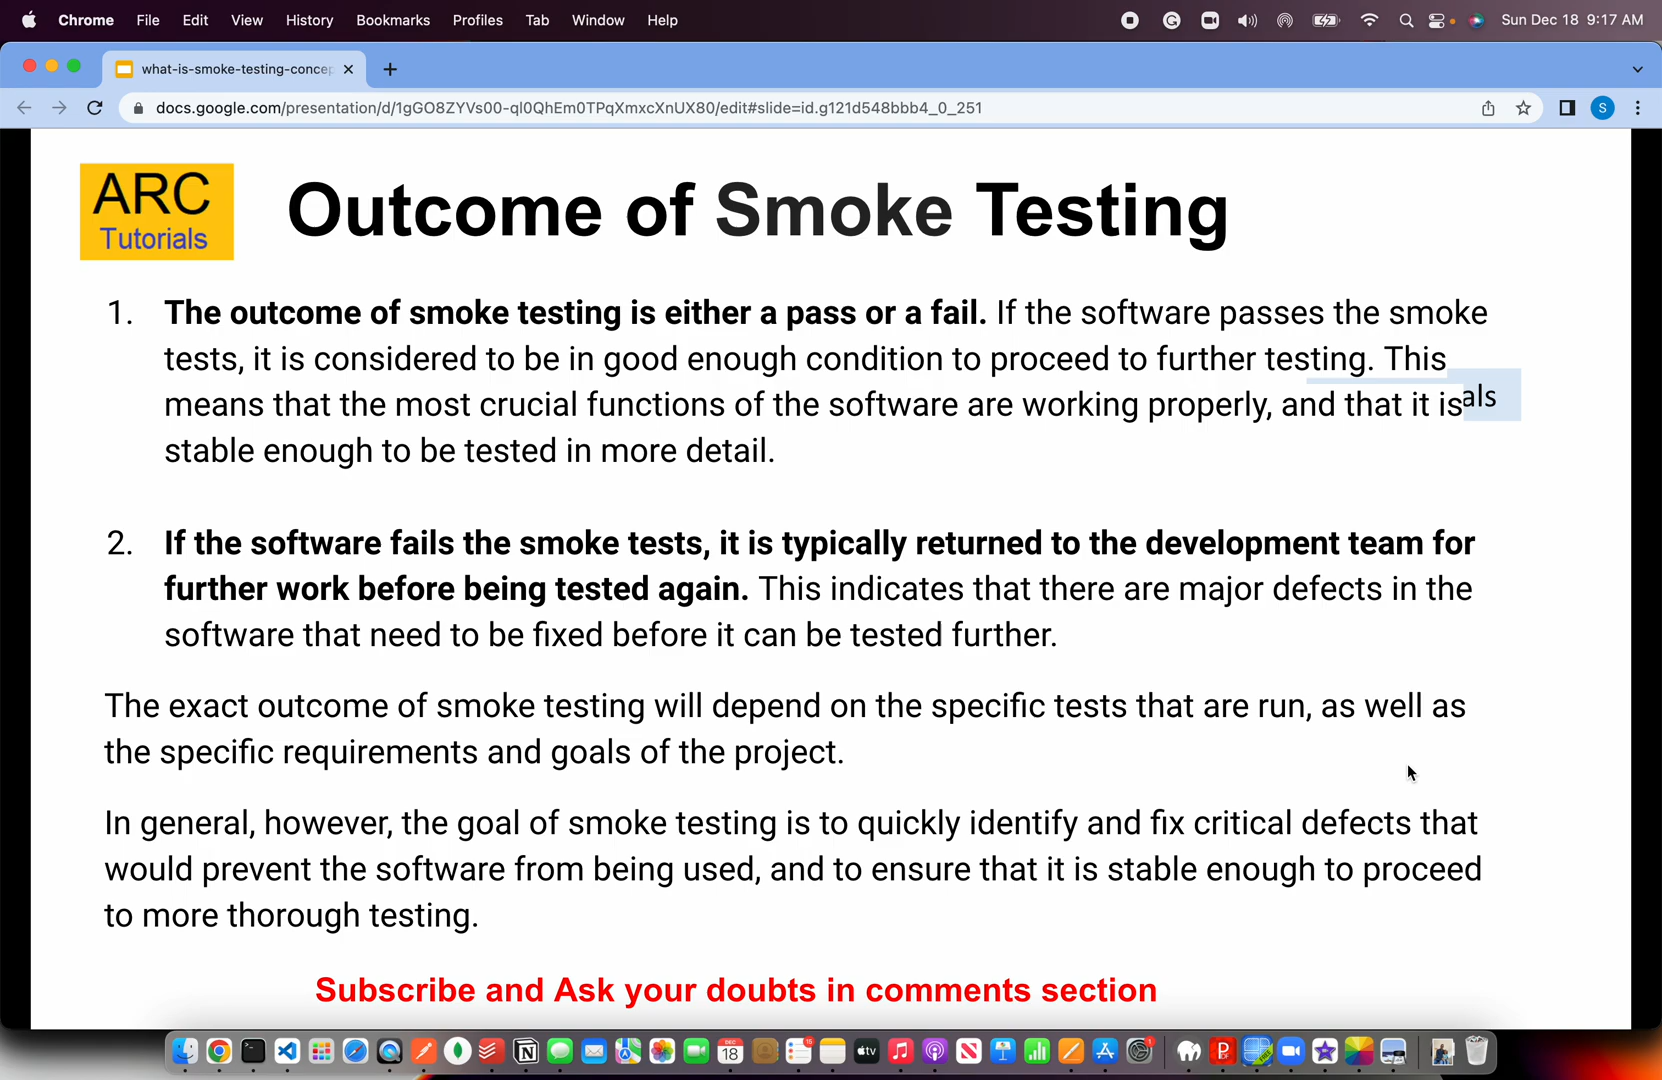 Chrome File Edit View History Bookmarks Profiles Tab Window Help Sun Dec 18 9:17 AM
what-is-smoke-testing-concep
docs.google.com/presentation/d/1gGO8ZYVs00-ql0QhEm0TPqXmxcXnUX80/edit#slide=id.g121d548bbb4_0_251
S
ARC
Tutorials
Outcome of Smoke Testing
1. The outcome of smoke testing is either a pass or a fail. If the software passes the smoke
tests, it is considered to be in good enough condition to proceed to further testing. This
means that the most crucial functions of the software are working properly, and that it is
als
stable enough to be tested in more detail.
2. If the software fails the smoke tests, it is typically returned to the development team for
further work before being tested again. This indicates that there are major defects in the
software that need to be fixed before it can be tested further.
The exact outcome of smoke testing will depend on the specific tests that are run, as well as
the specific requirements and goals of the project.
In general, however, the goal of smoke testing is to quickly identify and fix critical defects that
would prevent the software from being used, and to ensure that it is stable enough to proceed
to more thorough testing.
Subscribe and Ask your doubts in comments section
DEC
18
tv